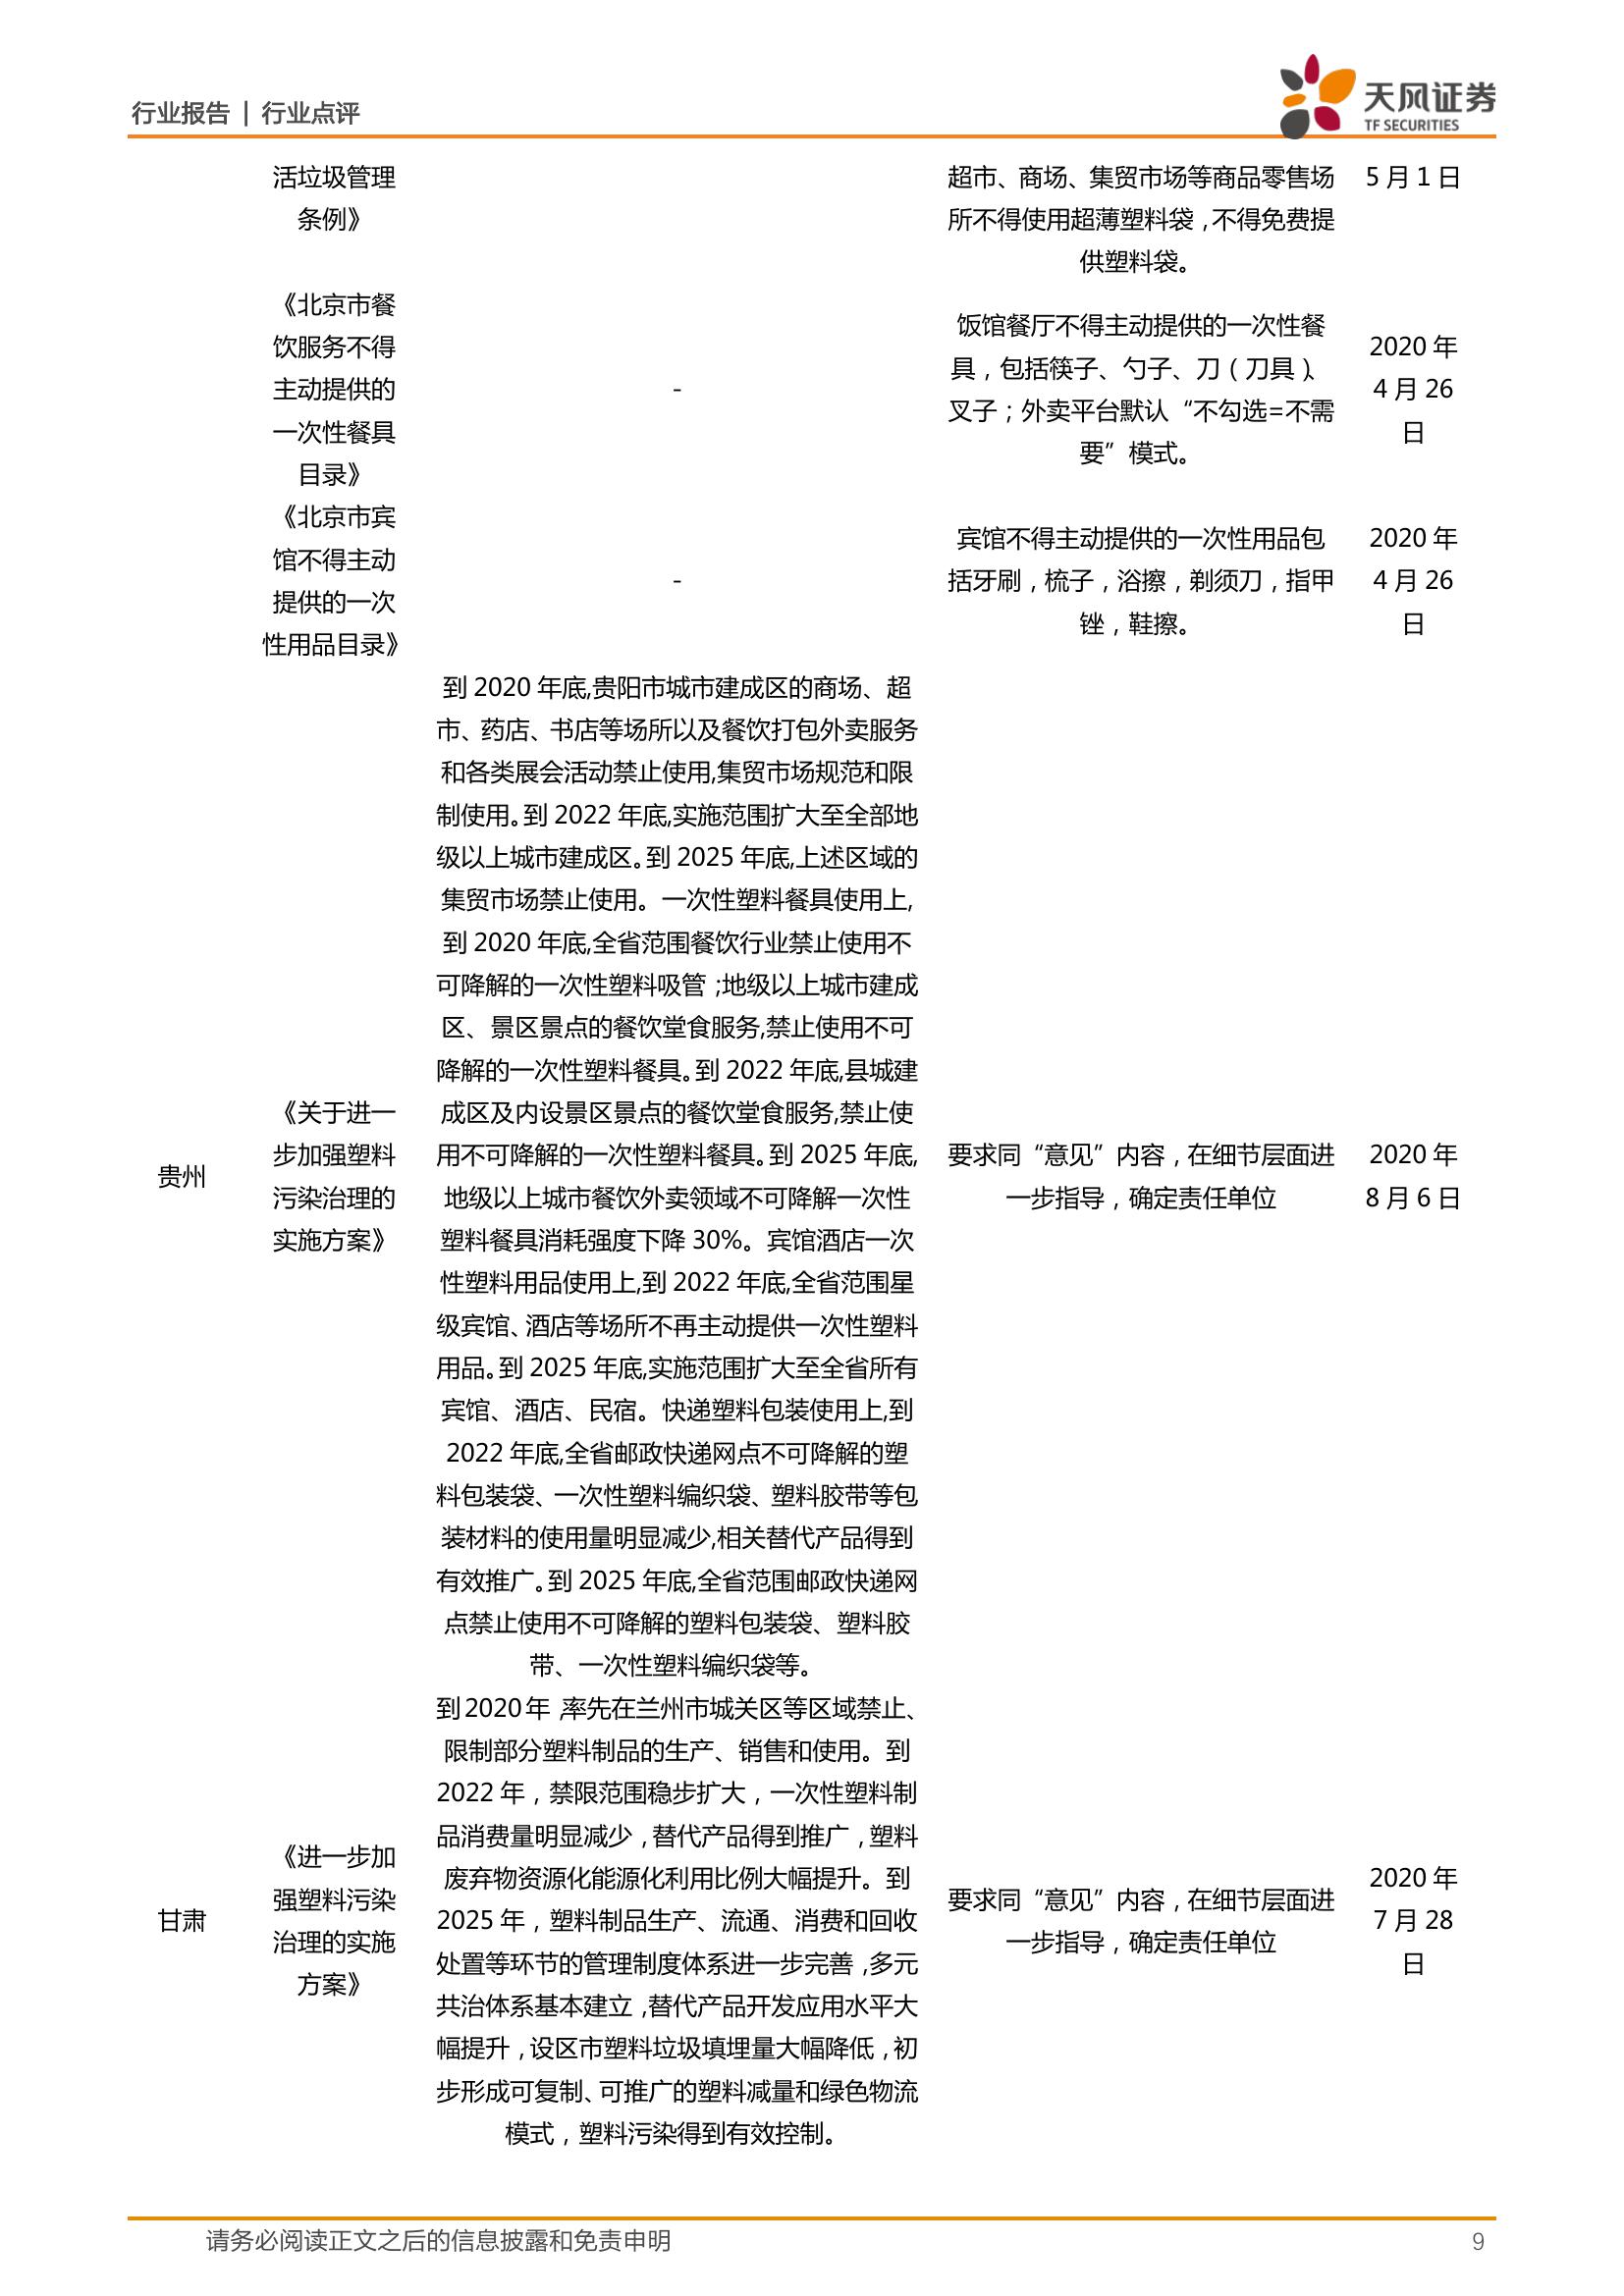 行业报告 | 行业点评
天风证券
TF SECURITIES
活垃圾管理
条例》
超市、商场、集贸市场等商品零售场
所不得使用超薄塑料袋，不得免费提
供塑料袋。
5 月 1 日
《北京市餐
饮服务不得
主动提供的
一次性餐具
目录》
-
饭馆餐厅不得主动提供的一次性餐
具，包括筷子、勺子、刀（刀具）、
叉子；外卖平台默认“不勾选=不需
要”模式。
2020 年
4 月 26
日
《北京市宾
馆不得主动
提供的一次
性用品目录》
-
宾馆不得主动提供的一次性用品包
括牙刷，梳子，浴擦，剃须刀，指甲
锉，鞋擦。
2020 年
4 月 26
日
贵州
《关于进一
步加强塑料
污染治理的
实施方案》
到 2020 年底,贵阳市城市建成区的商场、超
市、药店、书店等场所以及餐饮打包外卖服务
和各类展会活动禁止使用,集贸市场规范和限
制使用。到 2022 年底,实施范围扩大至全部地
级以上城市建成区。到 2025 年底,上述区域的
集贸市场禁止使用。一次性塑料餐具使用上,
到 2020 年底,全省范围餐饮行业禁止使用不
可降解的一次性塑料吸管;地级以上城市建成
区、景区景点的餐饮堂食服务,禁止使用不可
降解的一次性塑料餐具。到 2022 年底,县城建
成区及内设景区景点的餐饮堂食服务,禁止使
用不可降解的一次性塑料餐具。到 2025 年底,
地级以上城市餐饮外卖领域不可降解一次性
塑料餐具消耗强度下降 30%。宾馆酒店一次
性塑料用品使用上,到 2022 年底,全省范围星
级宾馆、酒店等场所不再主动提供一次性塑料
用品。到 2025 年底,实施范围扩大至全省所有
宾馆、酒店、民宿。快递塑料包装使用上,到
2022 年底,全省邮政快递网点不可降解的塑
料包装袋、一次性塑料编织袋、塑料胶带等包
装材料的使用量明显减少,相关替代产品得到
有效推广。到 2025 年底,全省范围邮政快递网
点禁止使用不可降解的塑料包装袋、塑料胶
带、一次性塑料编织袋等。
要求同“意见”内容，在细节层面进
一步指导，确定责任单位
2020 年
8 月 6 日
甘肃
《进一步加
强塑料污染
治理的实施
方案》
到 2020 年，率先在兰州市城关区等区域禁止、
限制部分塑料制品的生产、销售和使用。到
2022 年，禁限范围稳步扩大，一次性塑料制
品消费量明显减少，替代产品得到推广，塑料
废弃物资源化能源化利用比例大幅提升。到
2025 年，塑料制品生产、流通、消费和回收
处置等环节的管理制度体系进一步完善，多元
共治体系基本建立，替代产品开发应用水平大
幅提升，设区市塑料垃圾填埋量大幅降低，初
步形成可复制、可推广的塑料减量和绿色物流
模式，塑料污染得到有效控制。
要求同“意见”内容，在细节层面进
一步指导，确定责任单位
2020 年
7 月 28
日
请务必阅读正文之后的信息披露和免责申明
9